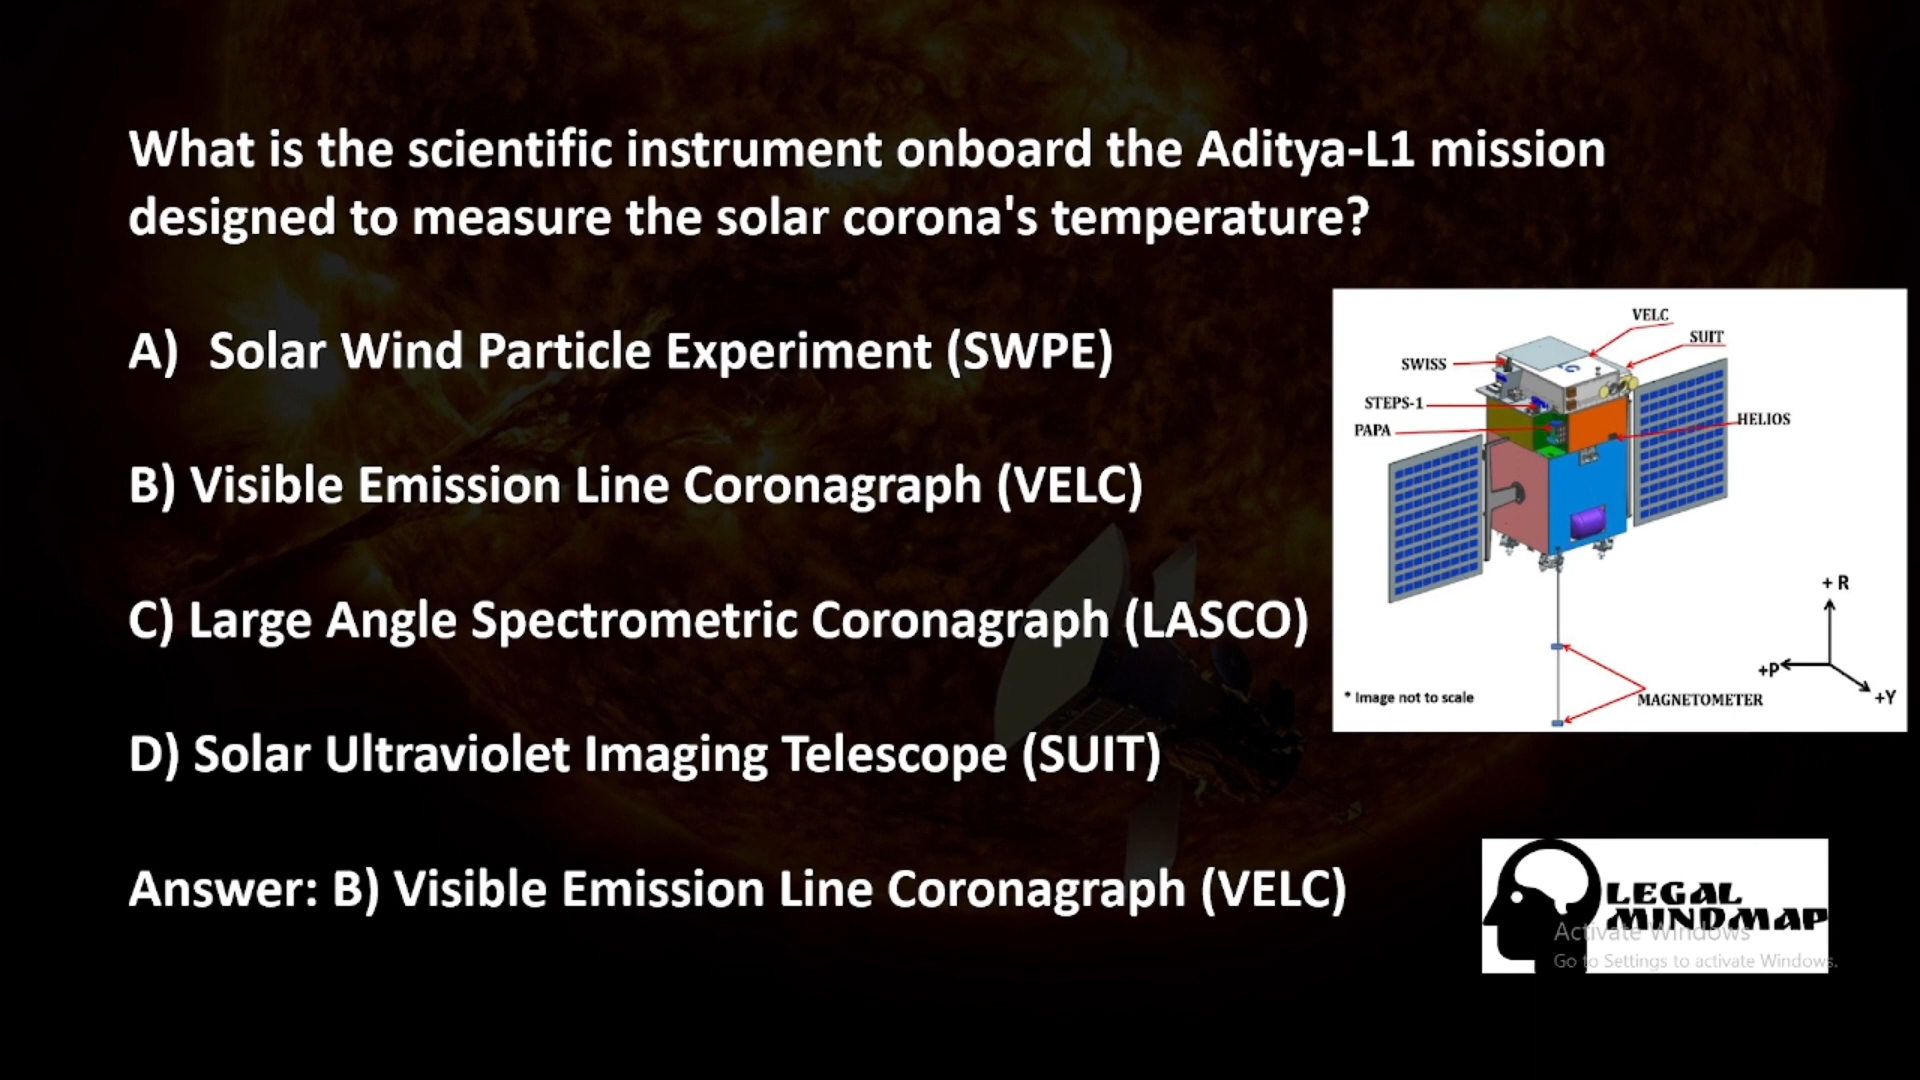 What is the scientific instrument onboard the Aditya-L1 mission
designed to measure the solar corona's temperature?
A) Solar Wind Particle Experiment (SWPE)
B) Visible Emission Line Coronagraph (VELC)
C) Large Angle Spectrometric Coronagraph (LASCO)
D) Solar Ultraviolet Imaging Telescope (SUIT)
Answer: B) Visible Emission Line Coronagraph (VELC)
VELC
SUIT
SWISS
STEPS-1
PAPA
HELIOS
+ R
+P
+Y
* Image not to scale
MAGNETOMETER
LEGAL
MINDMAP
Activate Windows
Go to Settings to activate Windows.